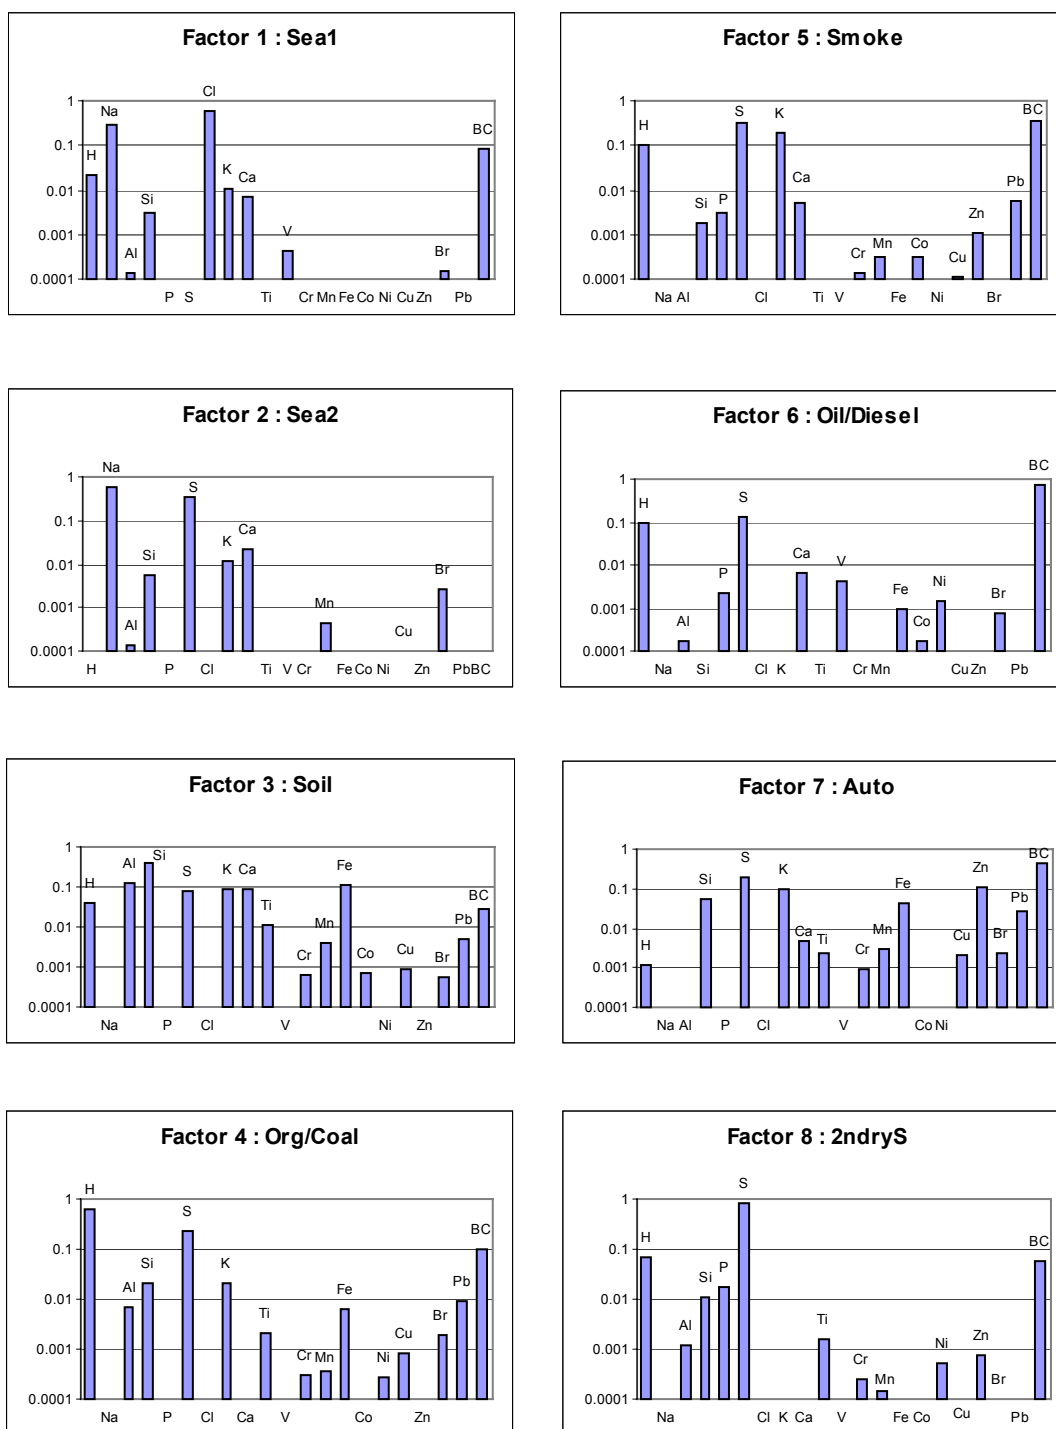 Factor 1 : Sea1
Cl
1
Na
BC
0.1
H
K
Ca
0.01
Si
V
0.001
Al
Br
0.0001
P S Ti Cr Mn Fe Co Ni Cu Zn Pb
Factor 5 : Smoke
1
S K BC
H
0.1
Ca
Pb
0.01
Si P
Zn
0.001
Cr Mn Co Cu
0.0001
Na Al Cl Ti V Fe Ni Br
Factor 2 : Sea2
Na
1
S
0.1
K Ca
Si
0.01
Br
Mn
0.001
Al
Cu
0.0001
H P Cl Ti V Cr Fe Co Ni Zn Pb BC
Factor 6 : Oil/Diesel
BC
1
S
H
0.1
Ca V
0.01
P Fe Ni Br
0.001
Al Co
0.0001
Na Si Cl K Ti Cr Mn Cu Zn Pb
Factor 3 : Soil
1
Al Si
H S K Ca Fe
0.1
BC
Ti
0.01
Mn Pb
Cr Co Cu Br
0.001
0.0001
Na P Cl V Ni Zn
Factor 7 : Auto
1
S BC
Si K Fe Zn
0.1
Pb
0.01
Ca Ti Mn
H Cr Cu Br
0.001
0.0001
Na Al P Cl V Co Ni
Factor 4 : Org/Coal
H
1
S
BC
0.1
Si K
Al Fe Pb
0.01
Ti
Br
0.001
Cr Mn Ni Cu
0.0001
Na P Cl Ca V Co Zn
Factor 8 : 2ndryS
S
1
H BC
0.1
Si P
0.01
Al Ti
0.001
Cr Mn Ni Zn Br
0.0001
Na Cl K Ca V Fe Co Cu Pb